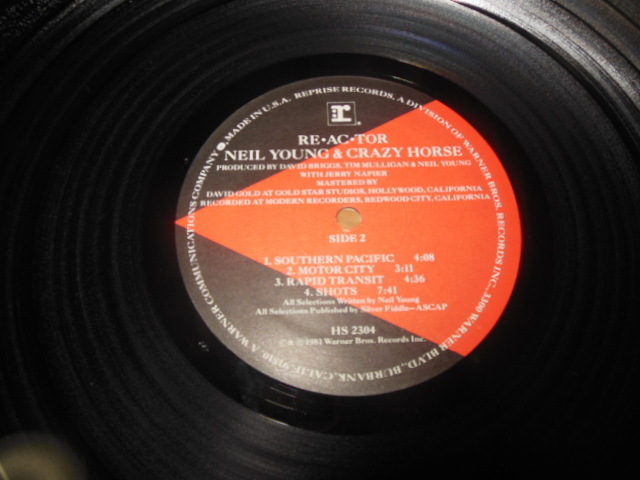 r®
RE•AC•TOR
NEIL YOUNG & CRAZY HORSE
PRODUCED BY DAVID BRIGGS, TIM MULLIGAN & NEIL YOUNG
WITH JERRY NAPIER
MASTERED BY
DAVID GOLD AT GOLD STAR STUDIOS, HOLLYWOOD, CALIFORNIA
RECORDED AT MODERN RECORDERS, REDWOOD CITY, CALIFORNIA
SIDE 2
1. SOUTHERN PACIFIC 4:08
2. MOTOR CITY 3:11
3. RAPID TRANSIT 4:36
4. SHOTS 7:41
All Selections Written by Neil Young
All Selections Published by Silver Fiddle—ASCAP
HS 2304
© & ℗ 1981 Warner Bros. Records Inc.
MADE IN U.S.A. REPRISE RECORDS, A DIVISION OF WARNER BROS. RECORDS INC., 3300 WARNER BLVD., BURBANK, CALIF. 91510, A WARNER COMMUNICATIONS COMPANY